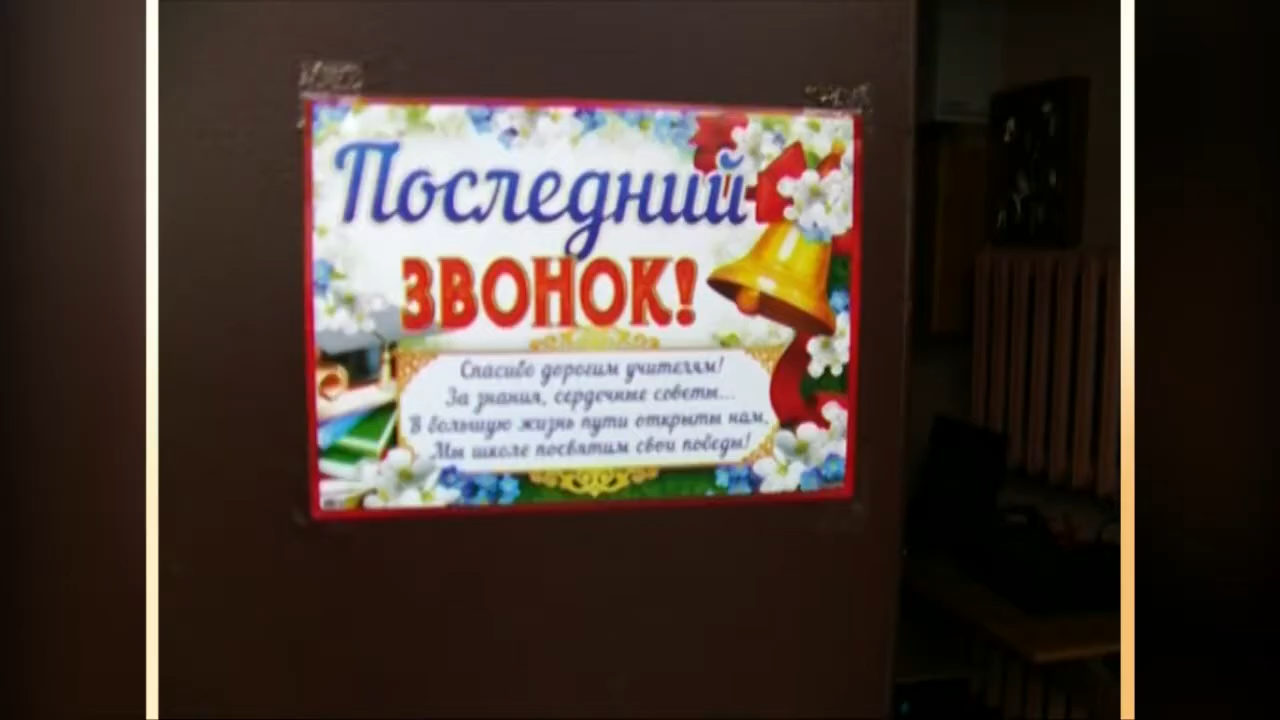 Последний
ЗВОНОК!
Спасибо дорогим учителям!
За знания, сердечные советы...
В большую жизнь пути открыты нам,
Мы школе посвятим свои победы!